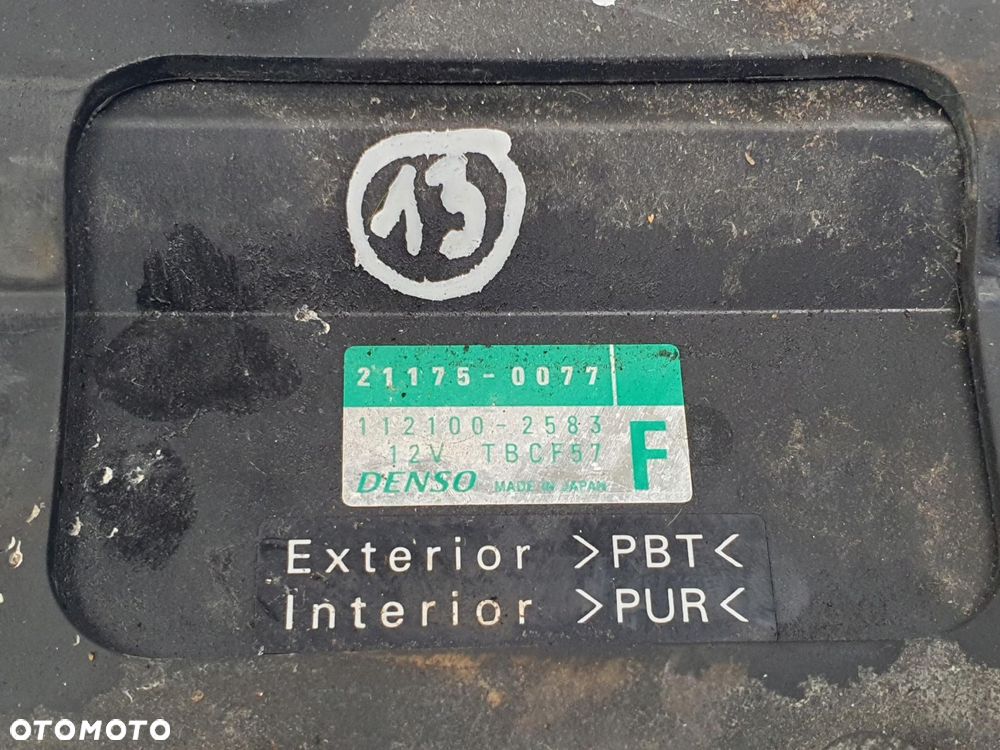 13
21175-0077
112100-2583
12V TBCF57
F
DENSO MADE IN JAPAN
Exterior >PBT<
Interior >PUR<
OTOMOTO